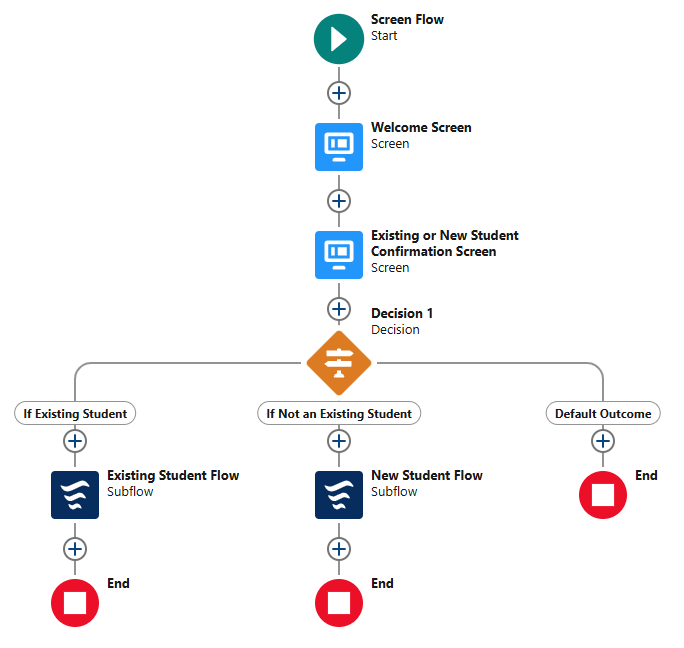 Screen Flow
Start
Welcome Screen
Screen
Existing or New Student
Confirmation Screen
Screen
Decision 1
Decision
If Existing Student
If Not an Existing Student
Default Outcome
Existing Student Flow
Subflow
New Student Flow
Subflow
End
End
End